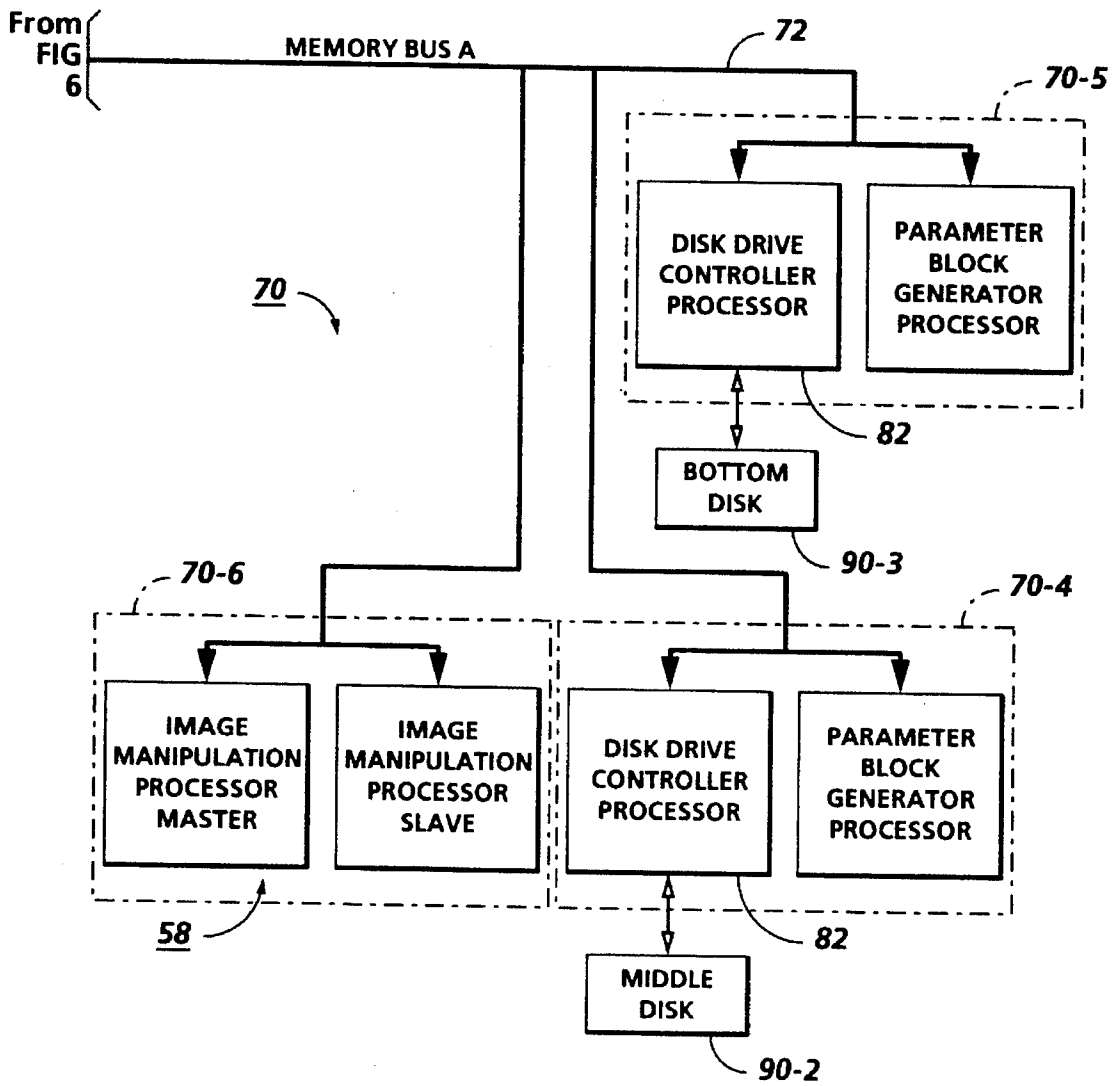 From
FIG
6
MEMORY BUS A
72
70-5
DISK DRIVE
CONTROLLER
PROCESSOR
PARAMETER
BLOCK
GENERATOR
PROCESSOR
70
82
BOTTOM
DISK
90-3
70-6
70-4
IMAGE
MANIPULATION
PROCESSOR
MASTER
IMAGE
MANIPULATION
PROCESSOR
SLAVE
DISK DRIVE
CONTROLLER
PROCESSOR
PARAMETER
BLOCK
GENERATOR
PROCESSOR
58
82
MIDDLE
DISK
90-2